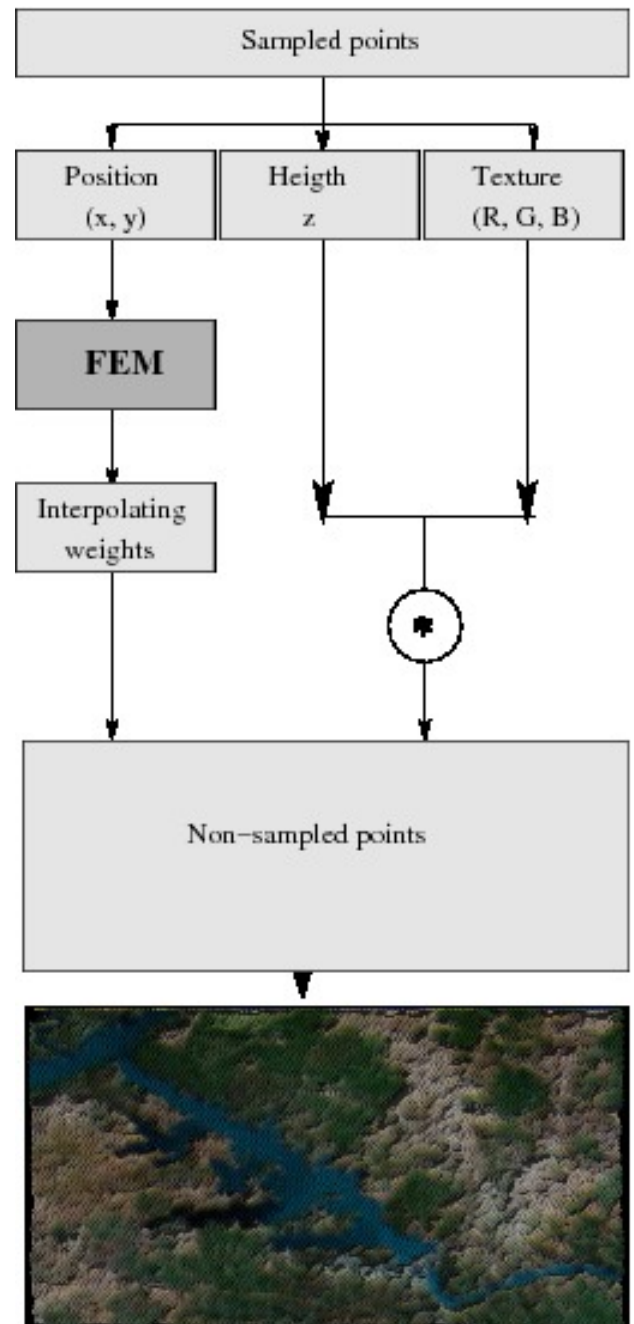 Sampled points
Position
(x, y)
Heigth
z
Texture
(R, G, B)
FEM
Interpolating
weights
*
Non-sampled points